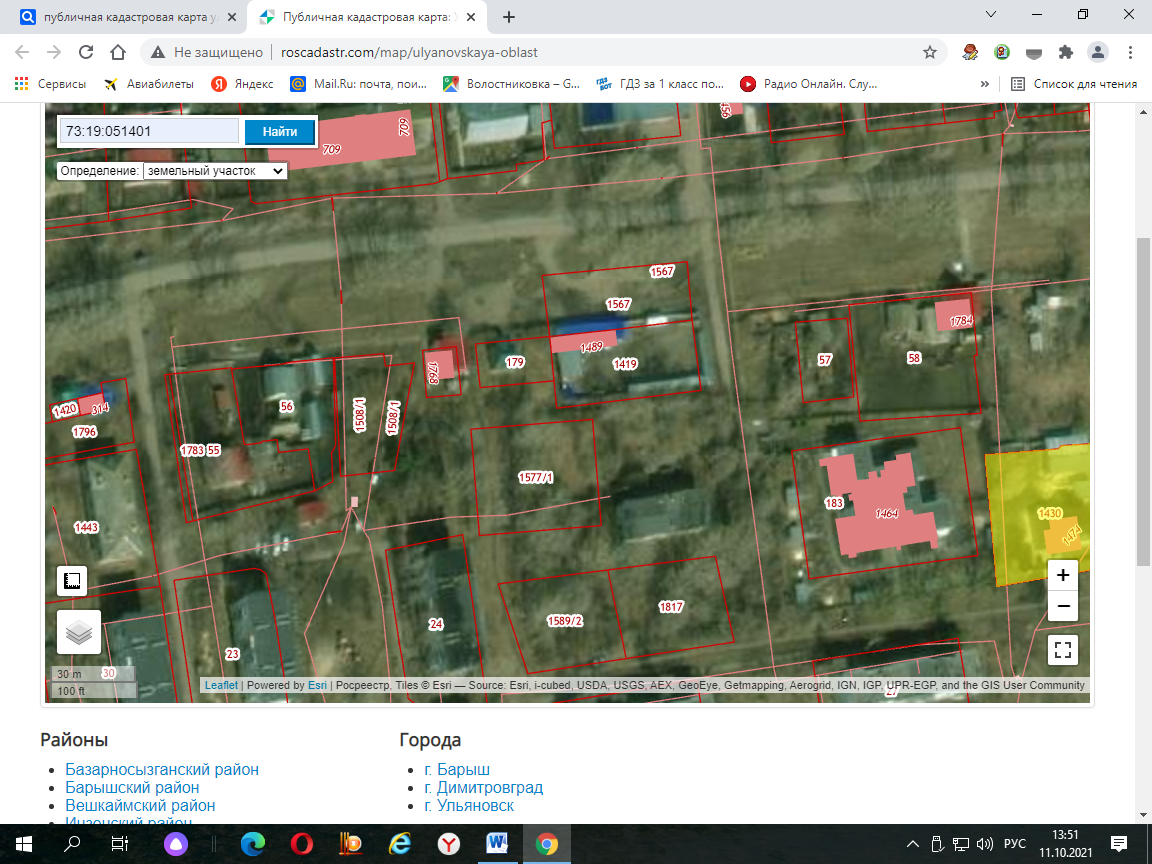 публичная кадастровая карта у
Публичная кадастровая карта:
Не защищено
roscadastr.com/map/ulyanovskaya-oblast
Сервисы
Авиабилеты
Яндекс
Mail.Ru: почта, пои...
Волостниковка – G...
ГДЗ за 1 класс по...
Радио Онлайн. Слу...
»
Список для чтения
73:19:051401
Найти
Определение:
земельный участок
709
709
1567
1567
1784
1489
57
58
179
1419
1768
1420
314
56
1508/1
1508/1
1796
1783
55
1577/1
183
1464
1430
1474
1443
24
1589/2
1817
23
30
27
+
−
30 m
100 ft
Leaflet | Powered by Esri | Росреестр, Tiles © Esri — Source: Esri, i-cubed, USDA, USGS, AEX, GeoEye, Getmapping, Aerogrid, IGN, IGP, UPR-EGP, and the GIS User Community
Районы
Базарносызганский район
Барышский район
Вешкаймский район
Инзенский район
Города
г. Барыш
г. Димитровград
г. Ульяновск
РУС
13:51
11.10.2021